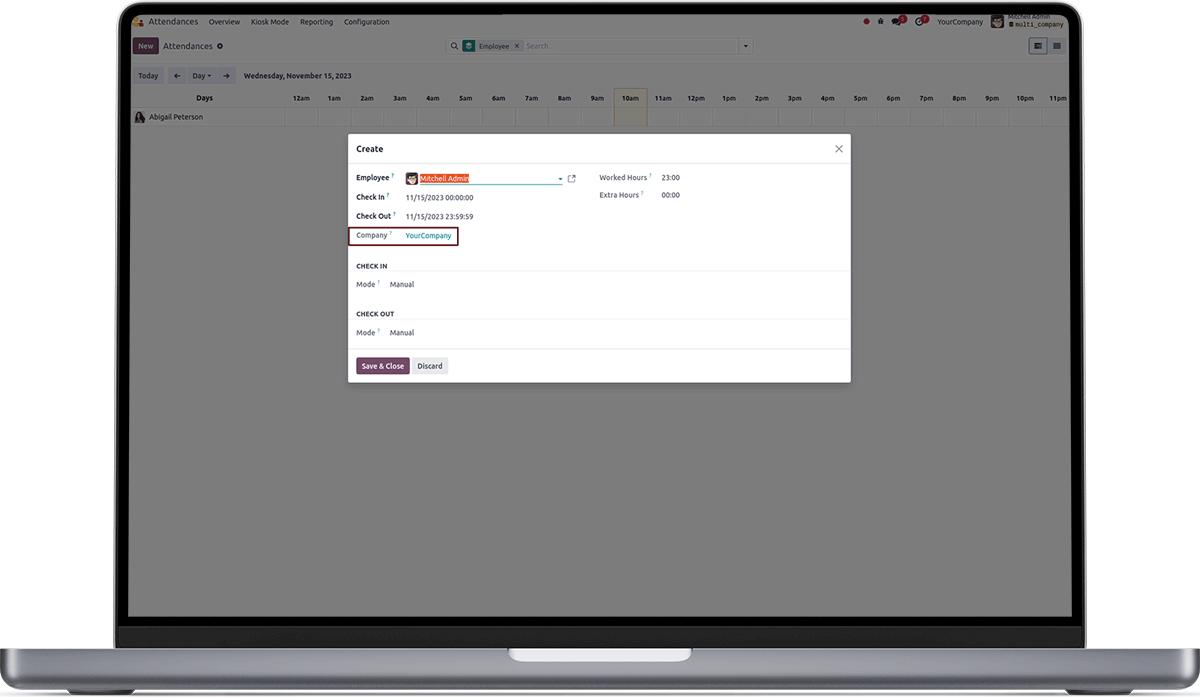 Attendances Overview Kiosk Mode Reporting Configuration 5 7 YourCompany Mitchell Admin
multi_company
New Attendances Employee × Search...
Today Day Wednesday, November 15, 2023
Days 12am 1am 2am 3am 4am 5am 6am 7am 8am 9am 10am 11am 12pm 1pm 2pm 3pm 4pm 5pm 6pm 7pm 8pm 9pm 10pm 11pm
Abigail Peterson
Create
Employee ? Mitchell Admin Worked Hours ? 23:00
Check In ? 11/15/2023 00:00:00 Extra Hours ? 00:00
Check Out ? 11/15/2023 23:59:59
Company ? YourCompany
CHECK IN
Mode ? Manual
CHECK OUT
Mode ? Manual
Save & Close Discard